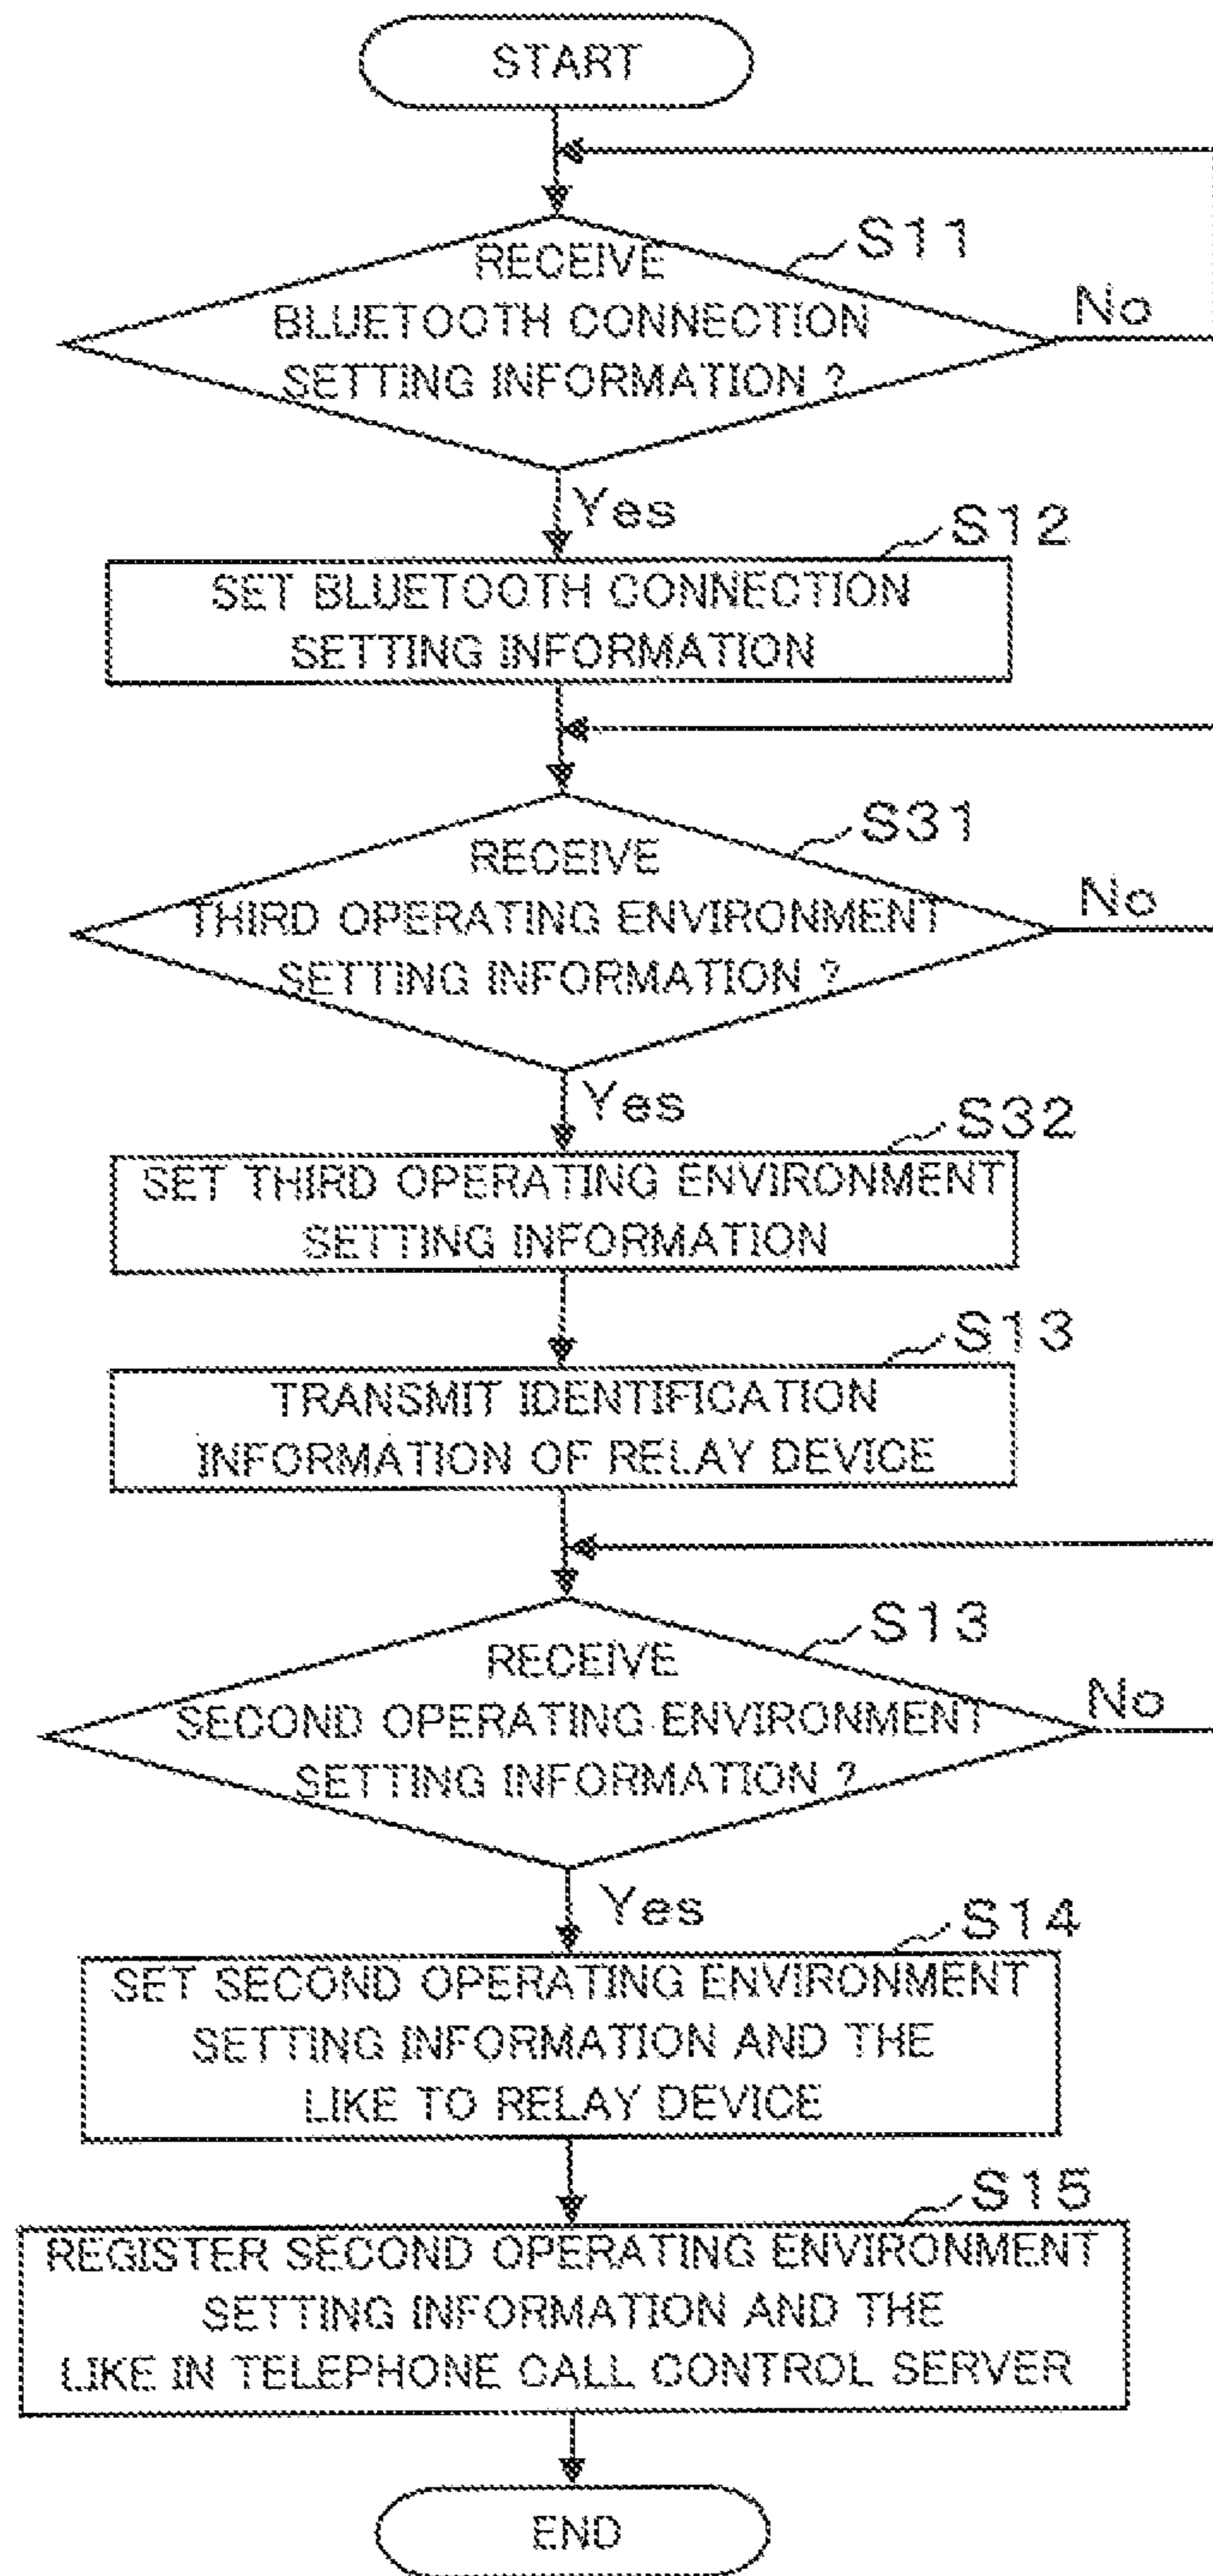 START
S11
RECEIVE
BLUETOOTH CONNECTION
SETTING INFORMATION ?
No
Yes
S12
SET BLUETOOTH CONNECTION
SETTING INFORMATION
S31
RECEIVE
THIRD OPERATING ENVIRONMENT
SETTING INFORMATION ?
No
Yes
S32
SET THIRD OPERATING ENVIRONMENT
SETTING INFORMATION
S13
TRANSMIT IDENTIFICATION
INFORMATION OF RELAY DEVICE
S13
RECEIVE
SECOND OPERATING ENVIRONMENT
SETTING INFORMATION ?
No
Yes
S14
SET SECOND OPERATING ENVIRONMENT
SETTING INFORMATION AND THE
LIKE TO RELAY DEVICE
S15
REGISTER SECOND OPERATING ENVIRONMENT
SETTING INFORMATION AND THE
LIKE IN TELEPHONE CALL CONTROL SERVER
END